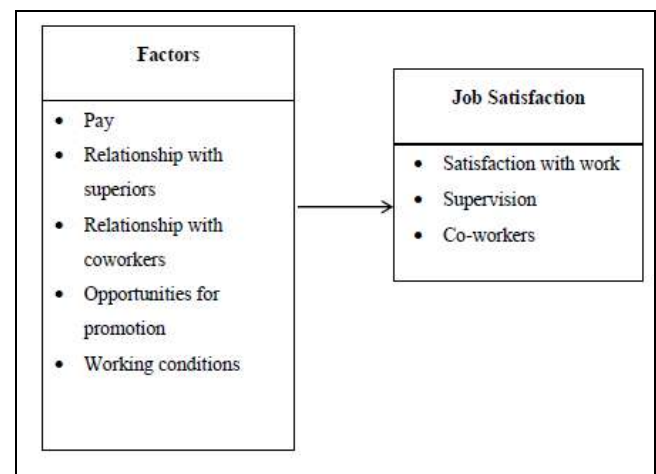 Factors
• Pay
• Relationship with
superiors
• Relationship with
coworkers
• Opportunities for
promotion
• Working conditions
Job Satisfaction
• Satisfaction with work
• Supervision
• Co-workers